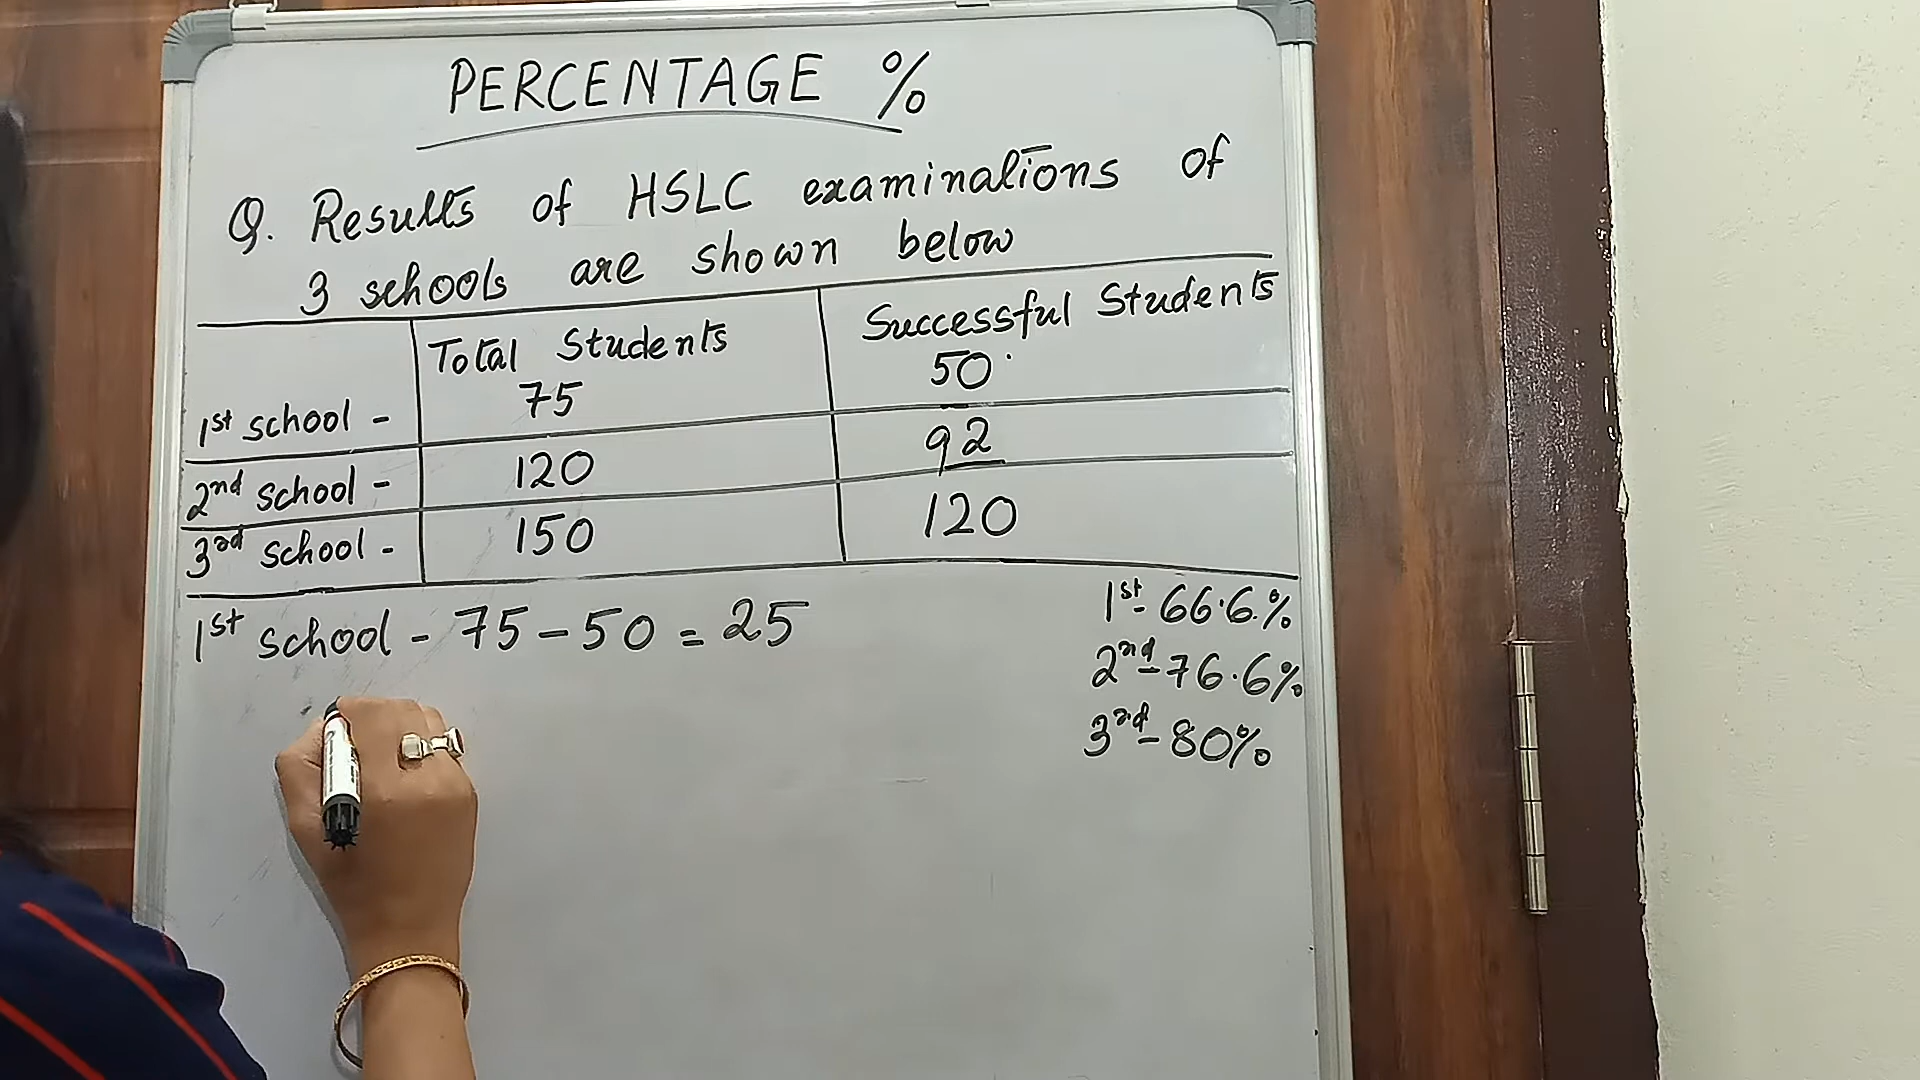 PERCENTAGE %
Q. Results of HSLC examinations of
3 schools are shown below
Total Students Successful Students
1st school - 75 50
2nd school - 120 92
3rd school - 150 120
1st school - 75 - 50 = 25
1st - 66.6.%
2nd - 76.6%
3rd - 80%